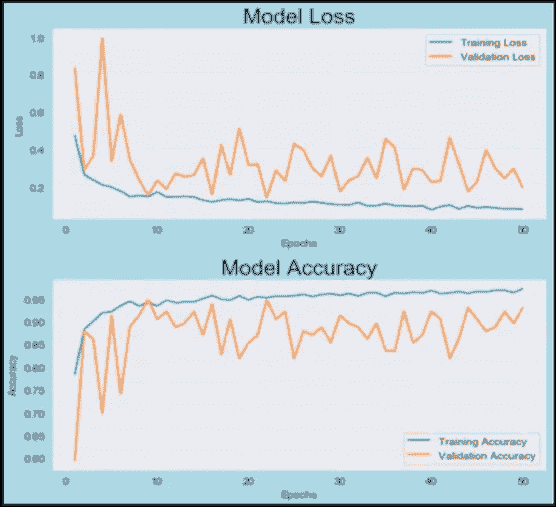 Model Loss
1.0
0.8
0.6
0.4
0.2
Loss
Training Loss
Validation Loss
0 10 20 30 40 50
Epochs
Model Accuracy
0.95
0.90
0.85
0.80
0.75
0.70
0.65
0.60
Accuracy
Training Accuracy
Validation Accuracy
0 10 20 30 40 50
Epochs